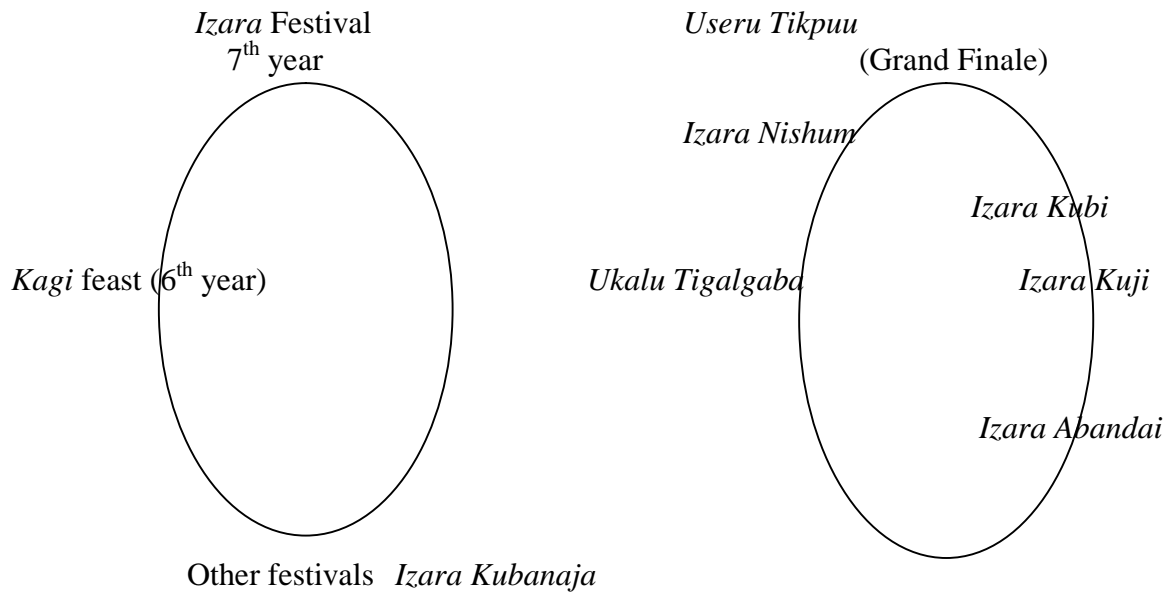 Izara Festival
7th year
Kagi feast (6th year)
Other festivals
Useru Tikpuu
(Grand Finale)
Izara Nishum
Izara Kubi
Ukalu Tigalgaba
Izara Kuji
Izara Abandai
Izara Kubanaja